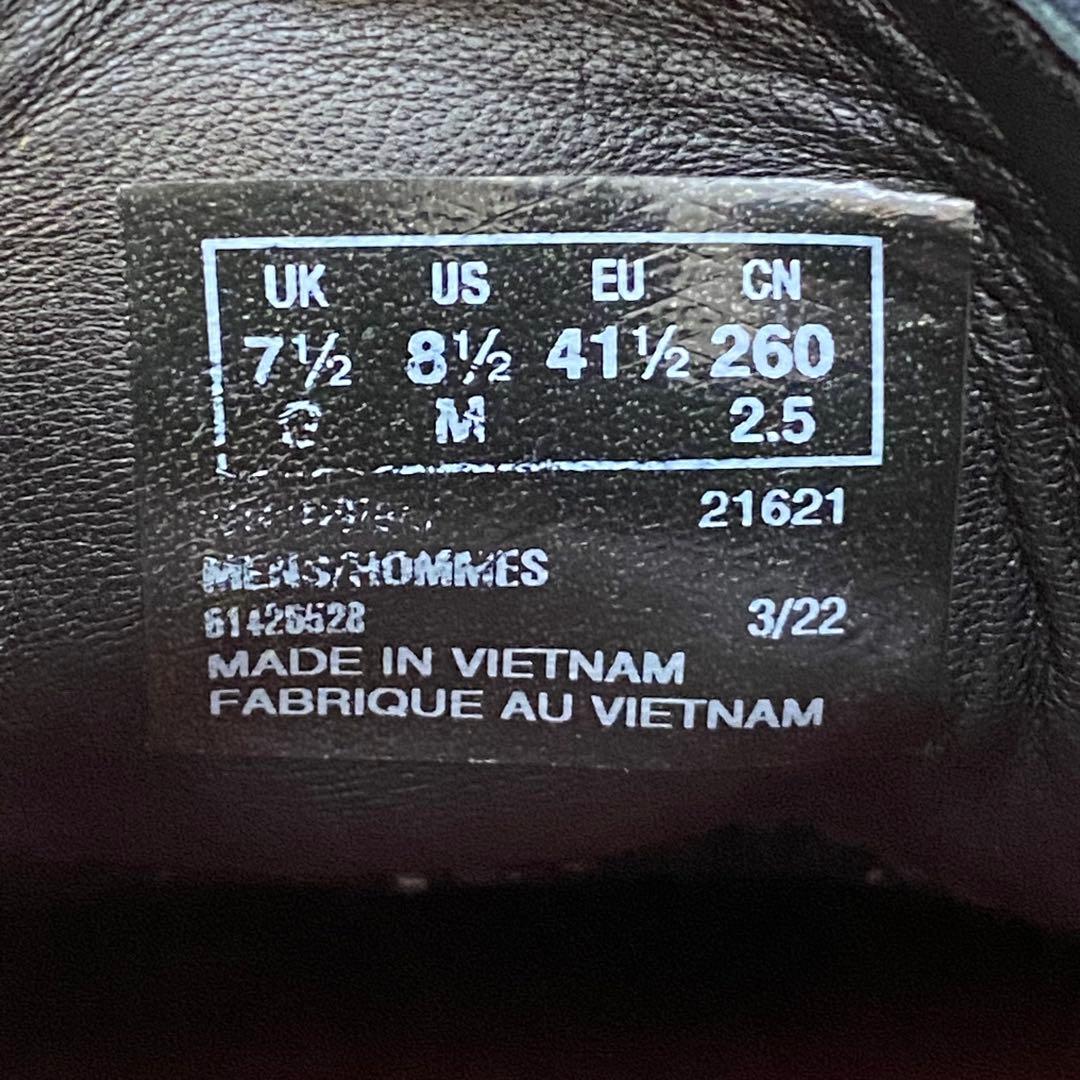 UK US EU CN
7½ 8½ 41½ 260
M 2.5
21621
MENS/HOMMES
61425528 3/22
MADE IN VIETNAM
FABRIQUE AU VIETNAM